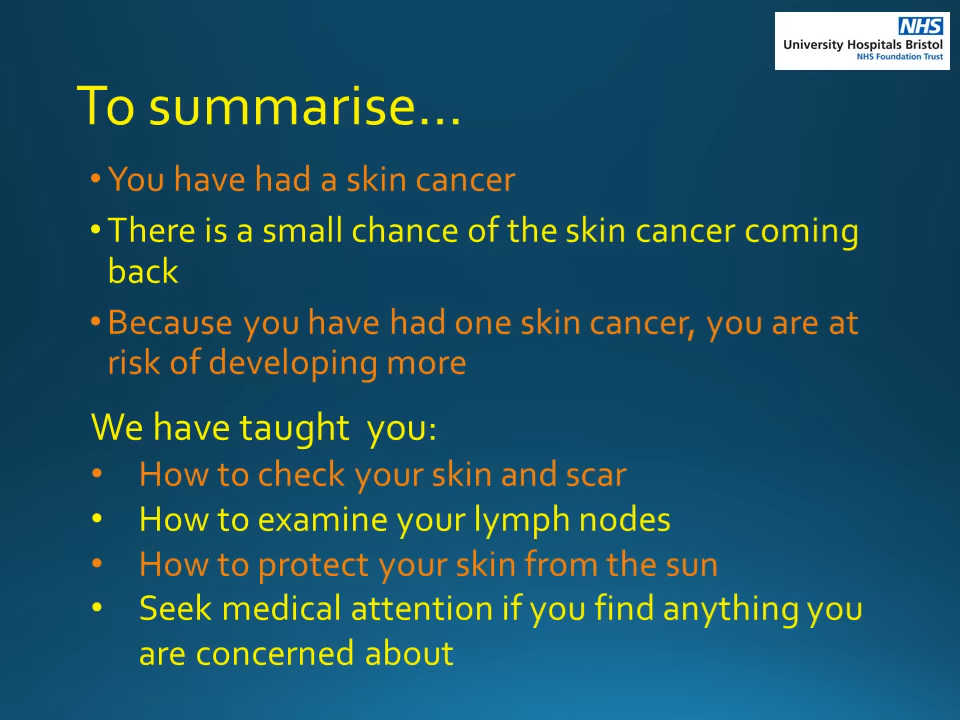 NHS
University Hospitals Bristol
NHS Foundation Trust
To summarise…
• You have had a skin cancer
• There is a small chance of the skin cancer coming
back
• Because you have had one skin cancer, you are at
risk of developing more
We have taught  you:
• How to check your skin and scar
• How to examine your lymph nodes
• How to protect your skin from the sun
• Seek medical attention if you find anything you
are concerned about